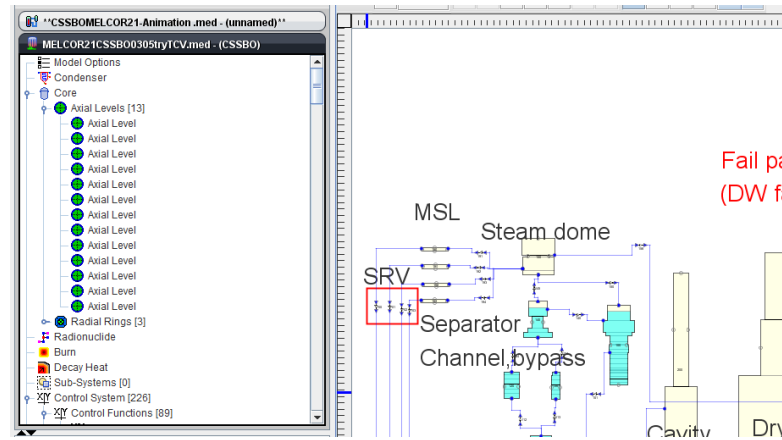 **CSSBOMELCOR21-Animation .med - (unnamed)**
MELCOR21CSSBO0305tryTCV.med - (CSSBO)
Model Options
Condenser
Core
Axial Levels [13]
Axial Level
Axial Level
Axial Level
Axial Level
Axial Level
Axial Level
Axial Level
Axial Level
Axial Level
Axial Level
Axial Level
Axial Level
Axial Level
Radial Rings [3]
Radionuclide
Burn
Decay Heat
Sub-Systems [0]
Control System [226]
Control Functions [89]
Fail pa
(DW fa
MSL
Steam dome
SRV
Separator
Channel,bypass
Cavity
Dry